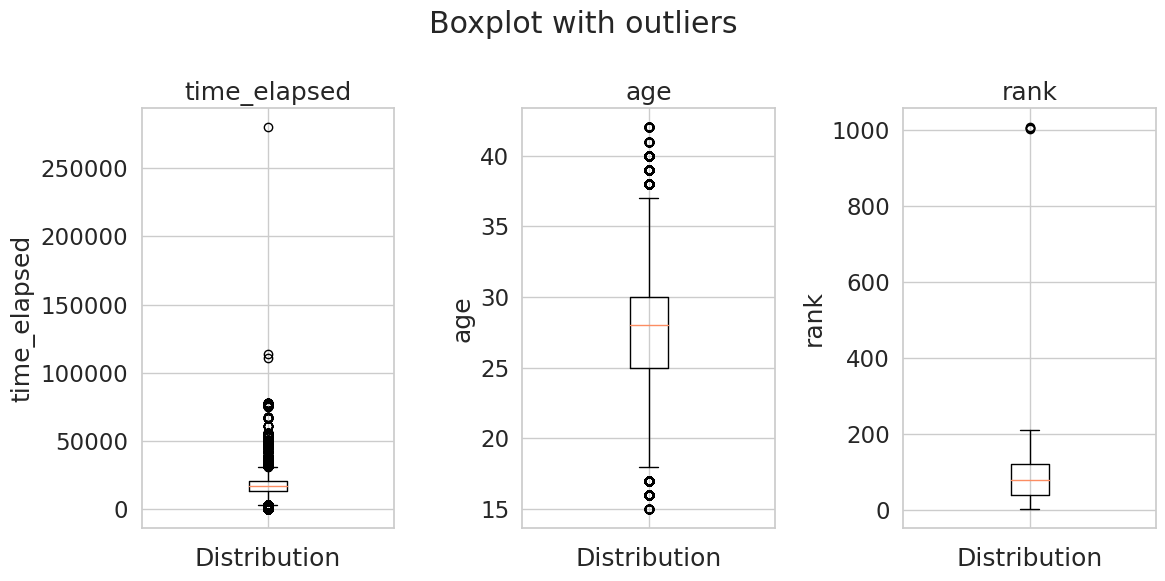 Boxplot with outliers
time_elapsed
age
rank
time_elapsed
250000
200000
150000
100000
50000
0
age
40
35
30
25
20
15
rank
1000
800
600
400
200
0
Distribution
Distribution
Distribution